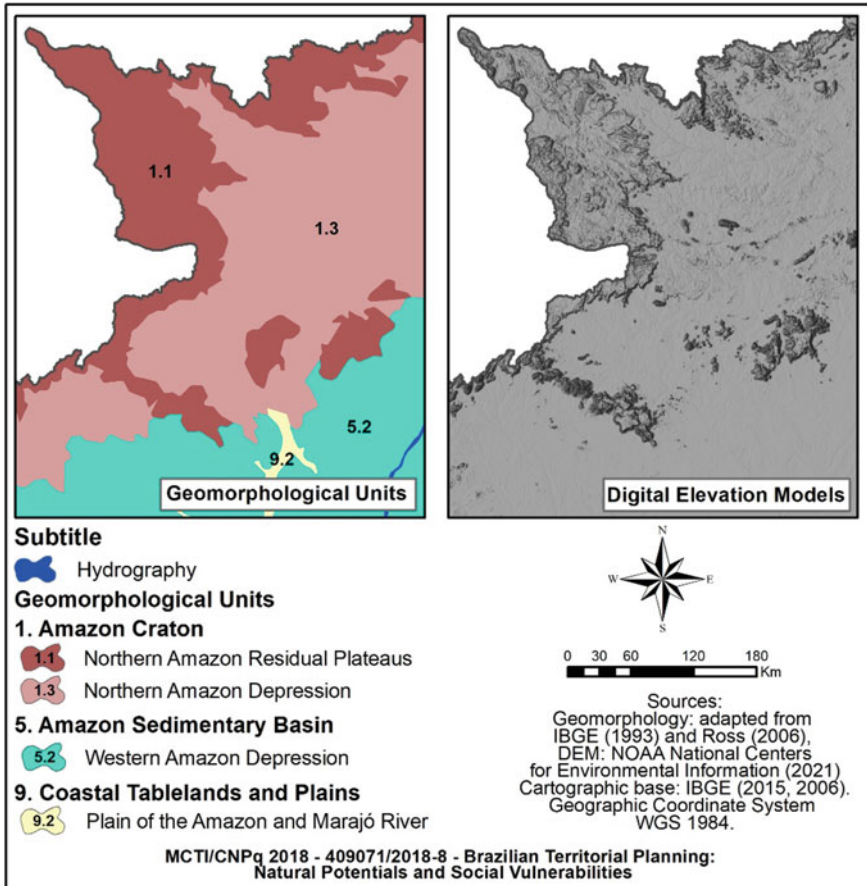 1.1
1.3
5.2
9.2
Geomorphological Units
Digital Elevation Models
Subtitle
Hydrography
Geomorphological Units
1. Amazon Craton
1.1 Northern Amazon Residual Plateaus
1.3 Northern Amazon Depression
5. Amazon Sedimentary Basin
5.2 Western Amazon Depression
9. Coastal Tablelands and Plains
9.2 Plain of the Amazon and Marajó River
N
W E
S
0 15 30 60 120 180
Km
Sources:
Geomorphology: adapted from
IBGE (1993) and Ross (2006),
DEM: NOAA National Centers
for Environmental Information (2021)
Cartographic base: IBGE (2015, 2006).
Geographic Coordinate System
WGS 1984.
MCTI/CNPq 2018 - 409071/2018-8 - Brazilian Territorial Planning:
Natural Potentials and Social Vulnerabilities